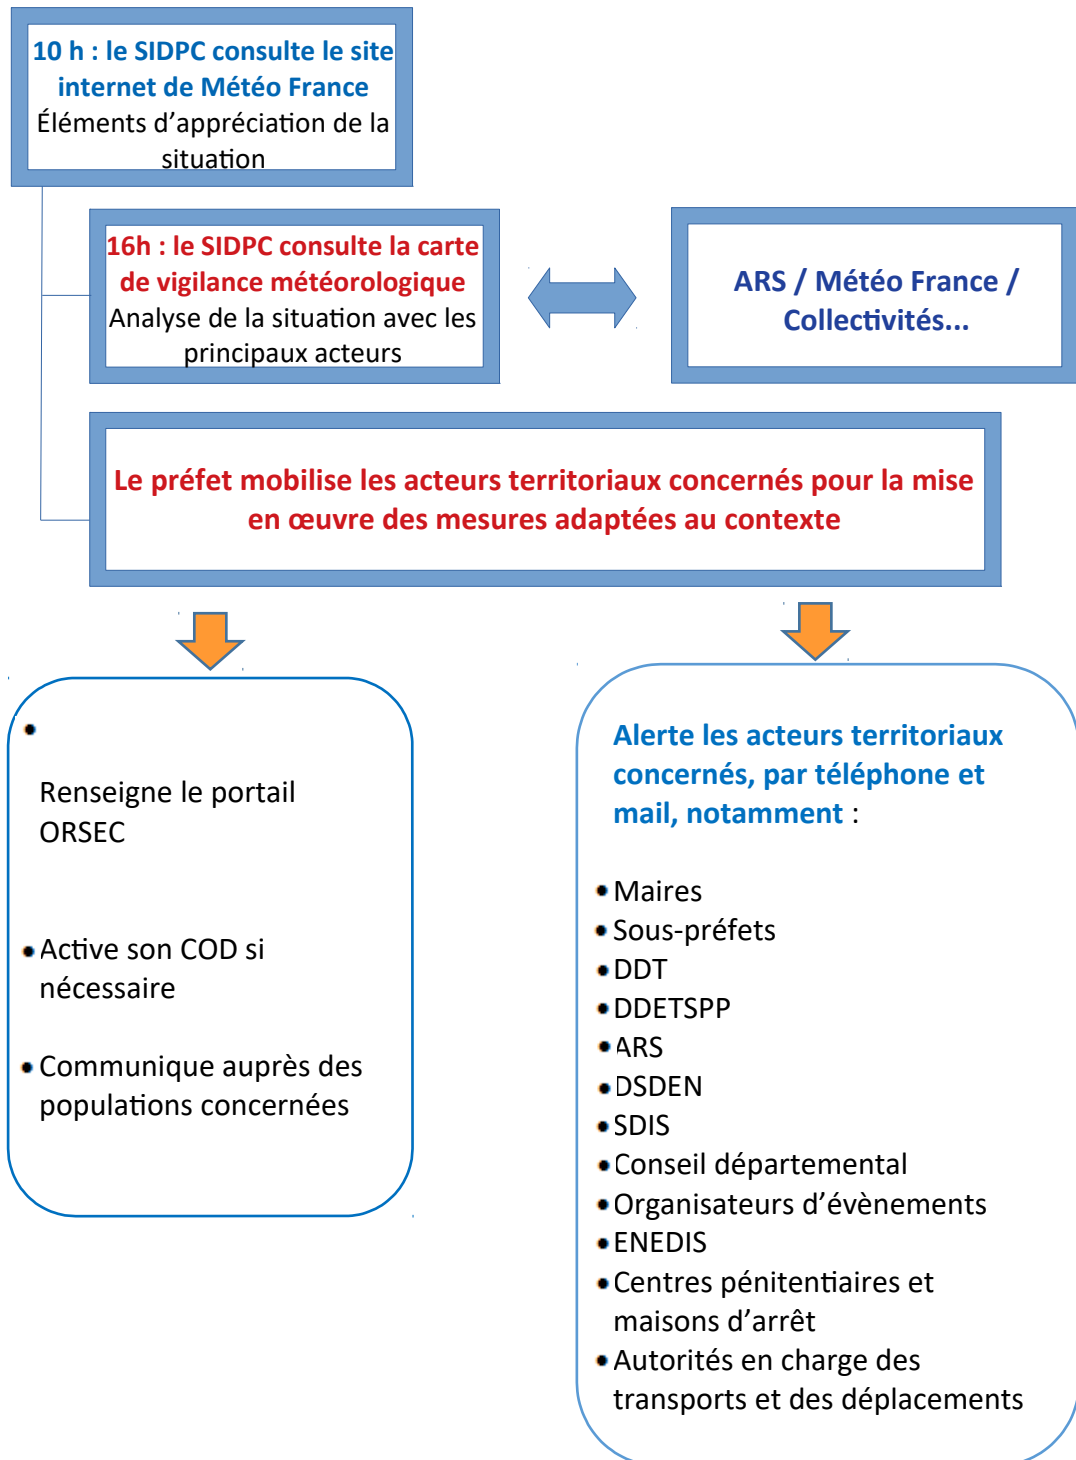 10 h : le SIDPC consulte le site
internet de Météo France
Éléments d’appréciation de la
situation
16h : le SIDPC consulte la carte
de vigilance météorologique
Analyse de la situation avec les
principaux acteurs
ARS / Météo France /
Collectivités...
Le préfet mobilise les acteurs territoriaux concernés pour la mise
en œuvre des mesures adaptées au contexte
Renseigne le portail
ORSEC
Active son COD si
nécessaire
Communique auprès des
populations concernées
Alerte les acteurs territoriaux
concernés, par téléphone et
mail, notamment :
Maires
Sous-préfets
DDT
DDETSPP
ARS
DSDEN
SDIS
Conseil départemental
Organisateurs d’évènements
ENEDIS
Centres pénitentiaires et
maisons d’arrêt
Autorités en charge des
transports et des déplacements